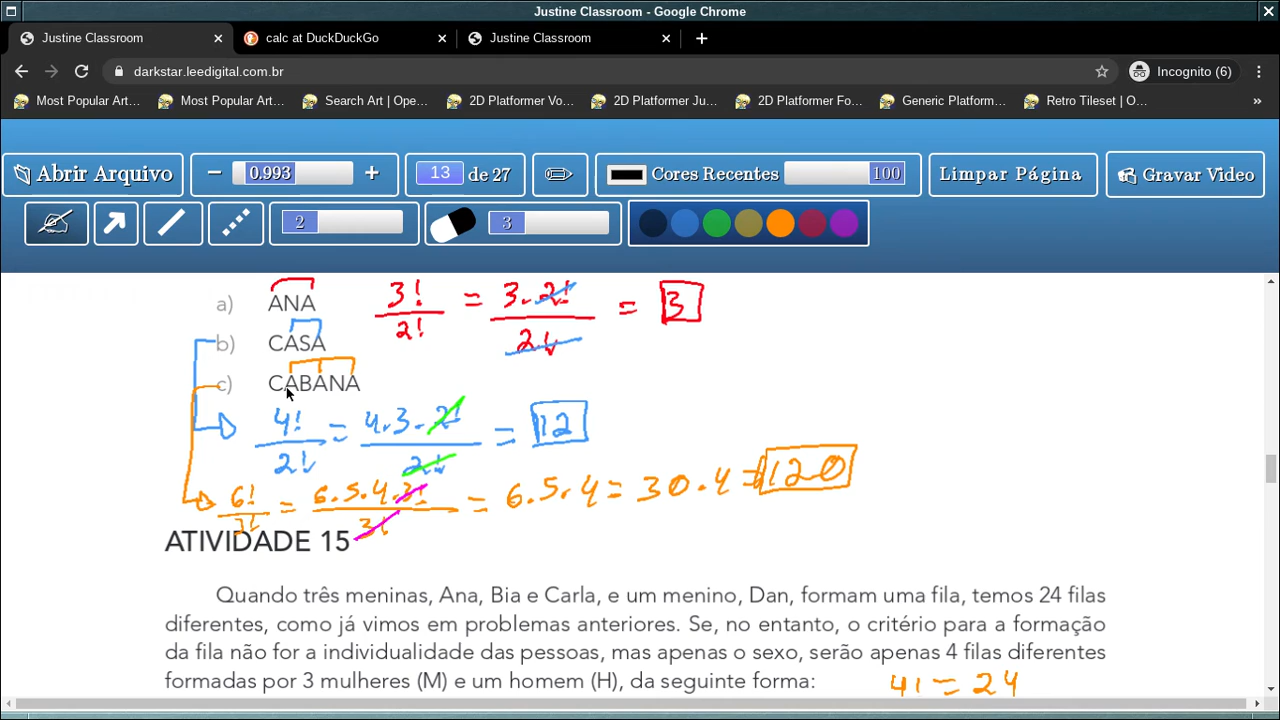 Justine Classroom - Google Chrome
Justine Classroom
calc at DuckDuckGo
Justine Classroom
darkstar.leedigital.com.br
Incognito (6)
Most Popular Art…
Most Popular Art…
Search Art | Ope…
2D Platformer Vo…
2D Platformer Ju…
2D Platformer Fo…
Generic Platform…
Retro Tileset | O…
»
Abrir Arquivo
0.993
13 de 27
Cores Recentes
100
Limpar Página
Gravar Video
2
3
a) ANA 3!/2! = 3.2!/2! = 3
b) CASA
c) CABANA
4!/2! = 4.3.2!/2! = 12
6!/3! = 6.5.4.3!/3! = 6.5.4 = 30.4 = 120
ATIVIDADE 15
Quando três meninas, Ana, Bia e Carla, e um menino, Dan, formam uma fila, temos 24 filas
diferentes, como já vimos em problemas anteriores. Se, no entanto, o critério para a formação
da fila não for a individualidade das pessoas, mas apenas o sexo, serão apenas 4 filas diferentes
formadas por 3 mulheres (M) e um homem (H), da seguinte forma:
4! = 24